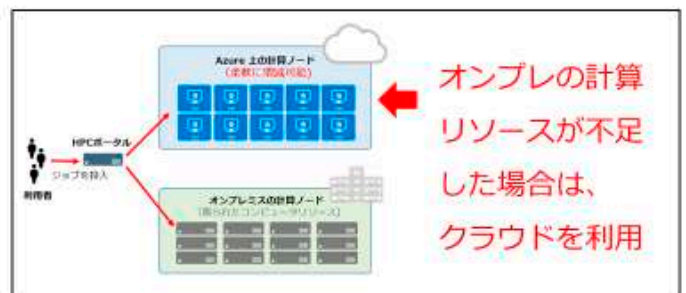 Azure 上の計算ノード
(柔軟に増減可能)
HPCポータル
ジョブを投入
利用者
オンプレミスの計算ノード
(限られたコンピュータリソース)
オンプレの計算
リソースが不足
した場合は、
クラウドを利用